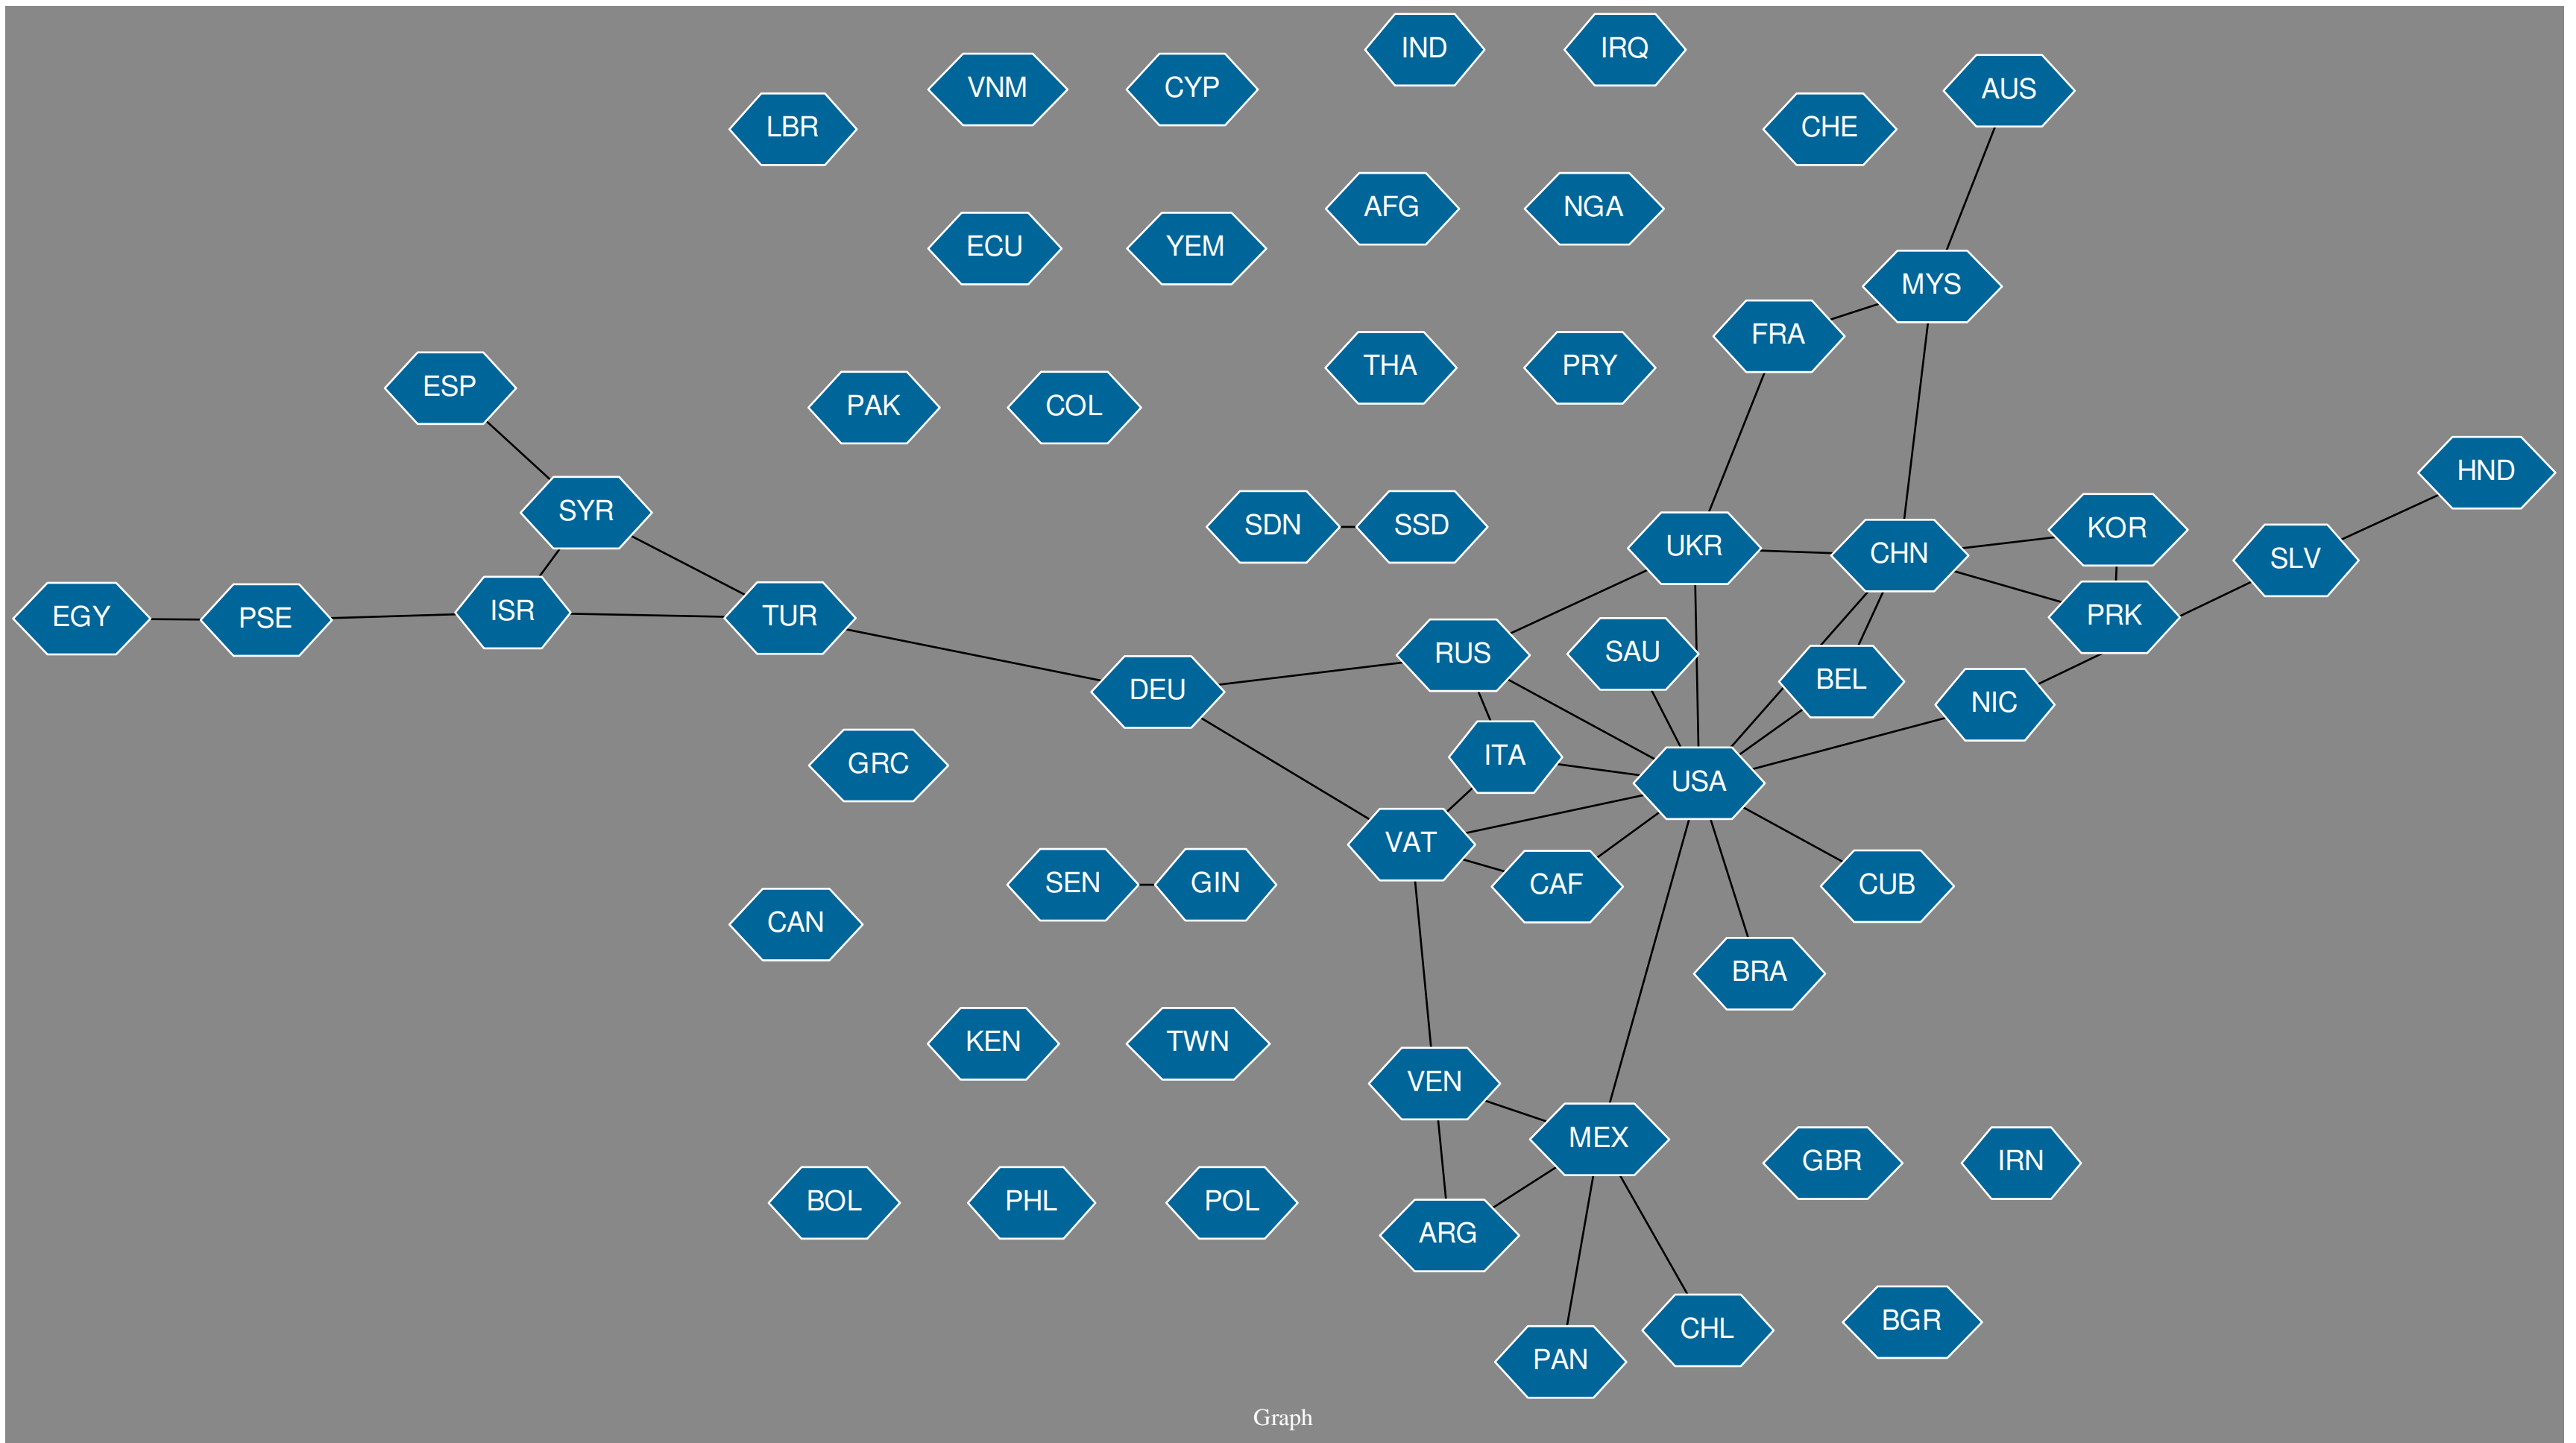 IND
IRQ
VNM
CYP
AUS
LBR
CHE
AFG
NGA
ECU
YEM
MYS
FRA
THA
PRY
ESP
PAK
COL
HND
SYR
SDN
SSD
UKR
CHN
KOR
SLV
EGY
PSE
ISR
TUR
PRK
RUS
SAU
BEL
DEU
NIC
GRC
ITA
USA
VAT
SEN
GIN
CAF
CUB
CAN
BRA
KEN
TWN
VEN
MEX
GBR
IRN
BOL
PHL
POL
ARG
BGR
CHL
PAN
Graph